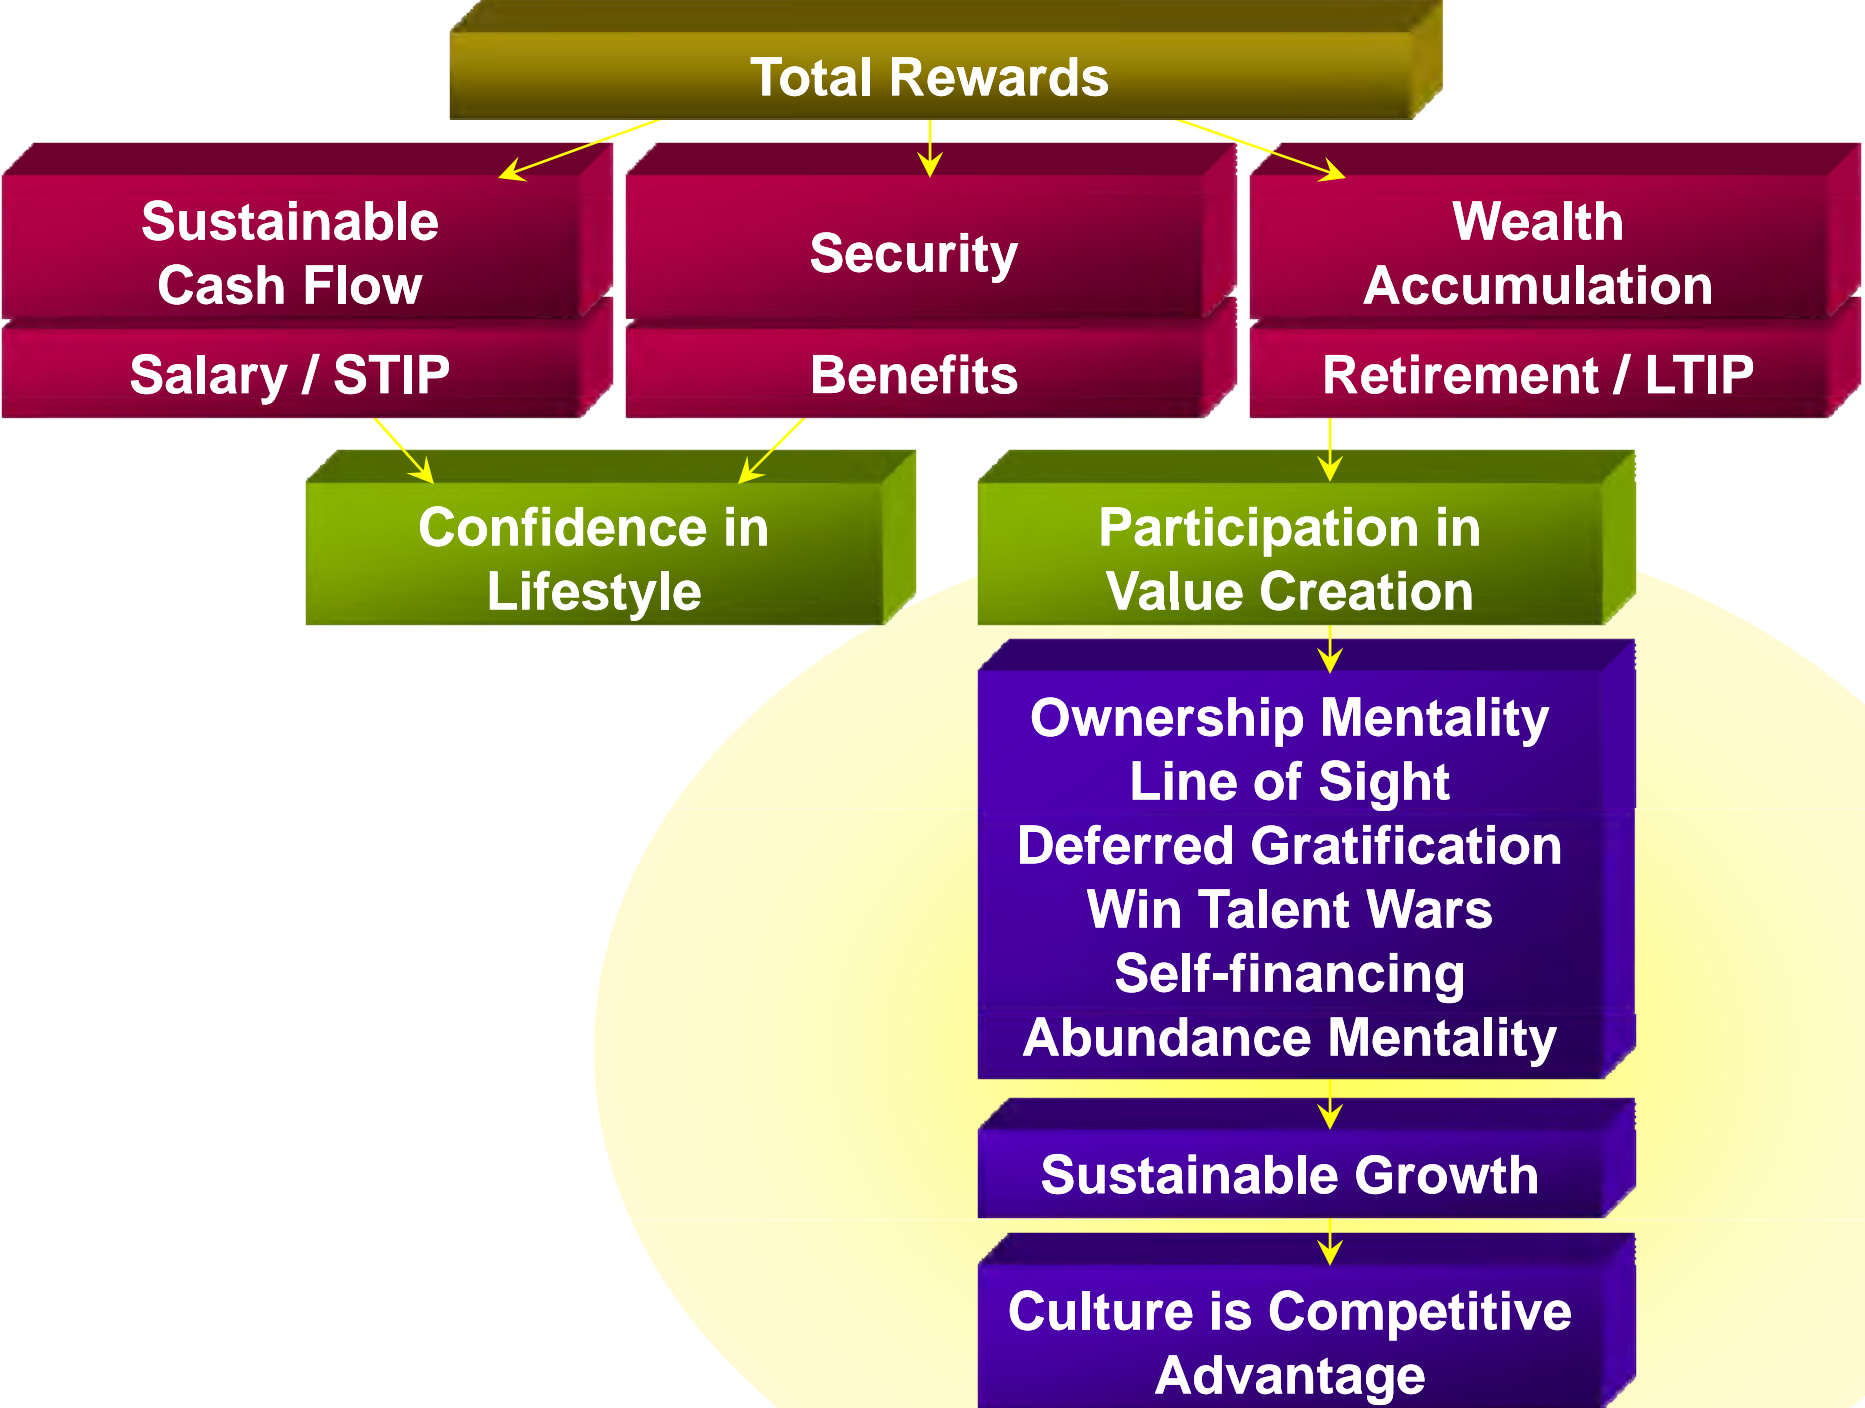 Total Rewards
Sustainable
Cash Flow
Security
Wealth
Accumulation
Salary / STIP
Benefits
Retirement / LTIP
Confidence in
Lifestyle
Participation in
Value Creation
Ownership Mentality
Line of Sight
Deferred Gratification
Win Talent Wars
Self-financing
Abundance Mentality
Sustainable Growth
Culture is Competitive
Advantage